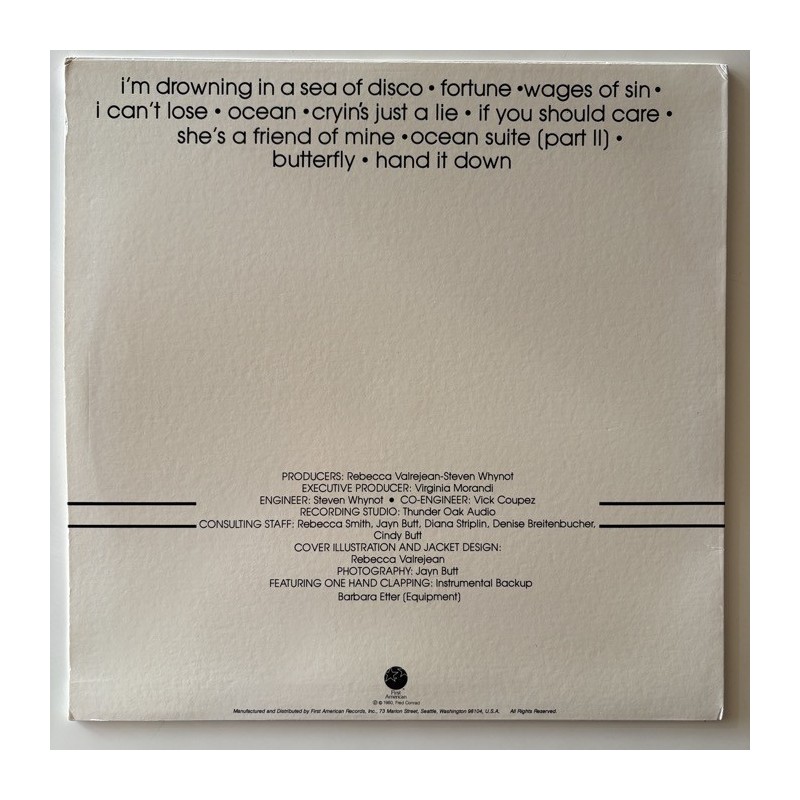 i'm drowning in a sea of disco • fortune •wages of sin•
i can't lose • ocean •cryin's just a lie • if you should care •
she's a friend of mine •ocean suite (part II) •
butterfly • hand it down
PRODUCERS: Rebecca Valrejean-Steven Whynot
EXECUTIVE PRODUCER: Virginia Morandi
ENGINEER: Steven Whynot • CO-ENGINEER: Vick Coupez
RECORDING STUDIO: Thunder Oak Audio
CONSULTING STAFF: Rebecca Smith, Jayn Butt, Diana Striplin, Denise Breitenbucher,
Cindy Butt
COVER ILLUSTRATION AND JACKET DESIGN:
Rebecca Valrejean
PHOTOGRAPHY: Jayn Butt
FEATURING ONE HAND CLAPPING: Instrumental Backup
Barbara Etter (Equipment)
First
American
© ℗ 1980, Fred Conrad
Manufactured and Distributed by First American Records, Inc., 73 Marion Street, Seattle, Washington 98104, U.S.A. All Rights Reserved.